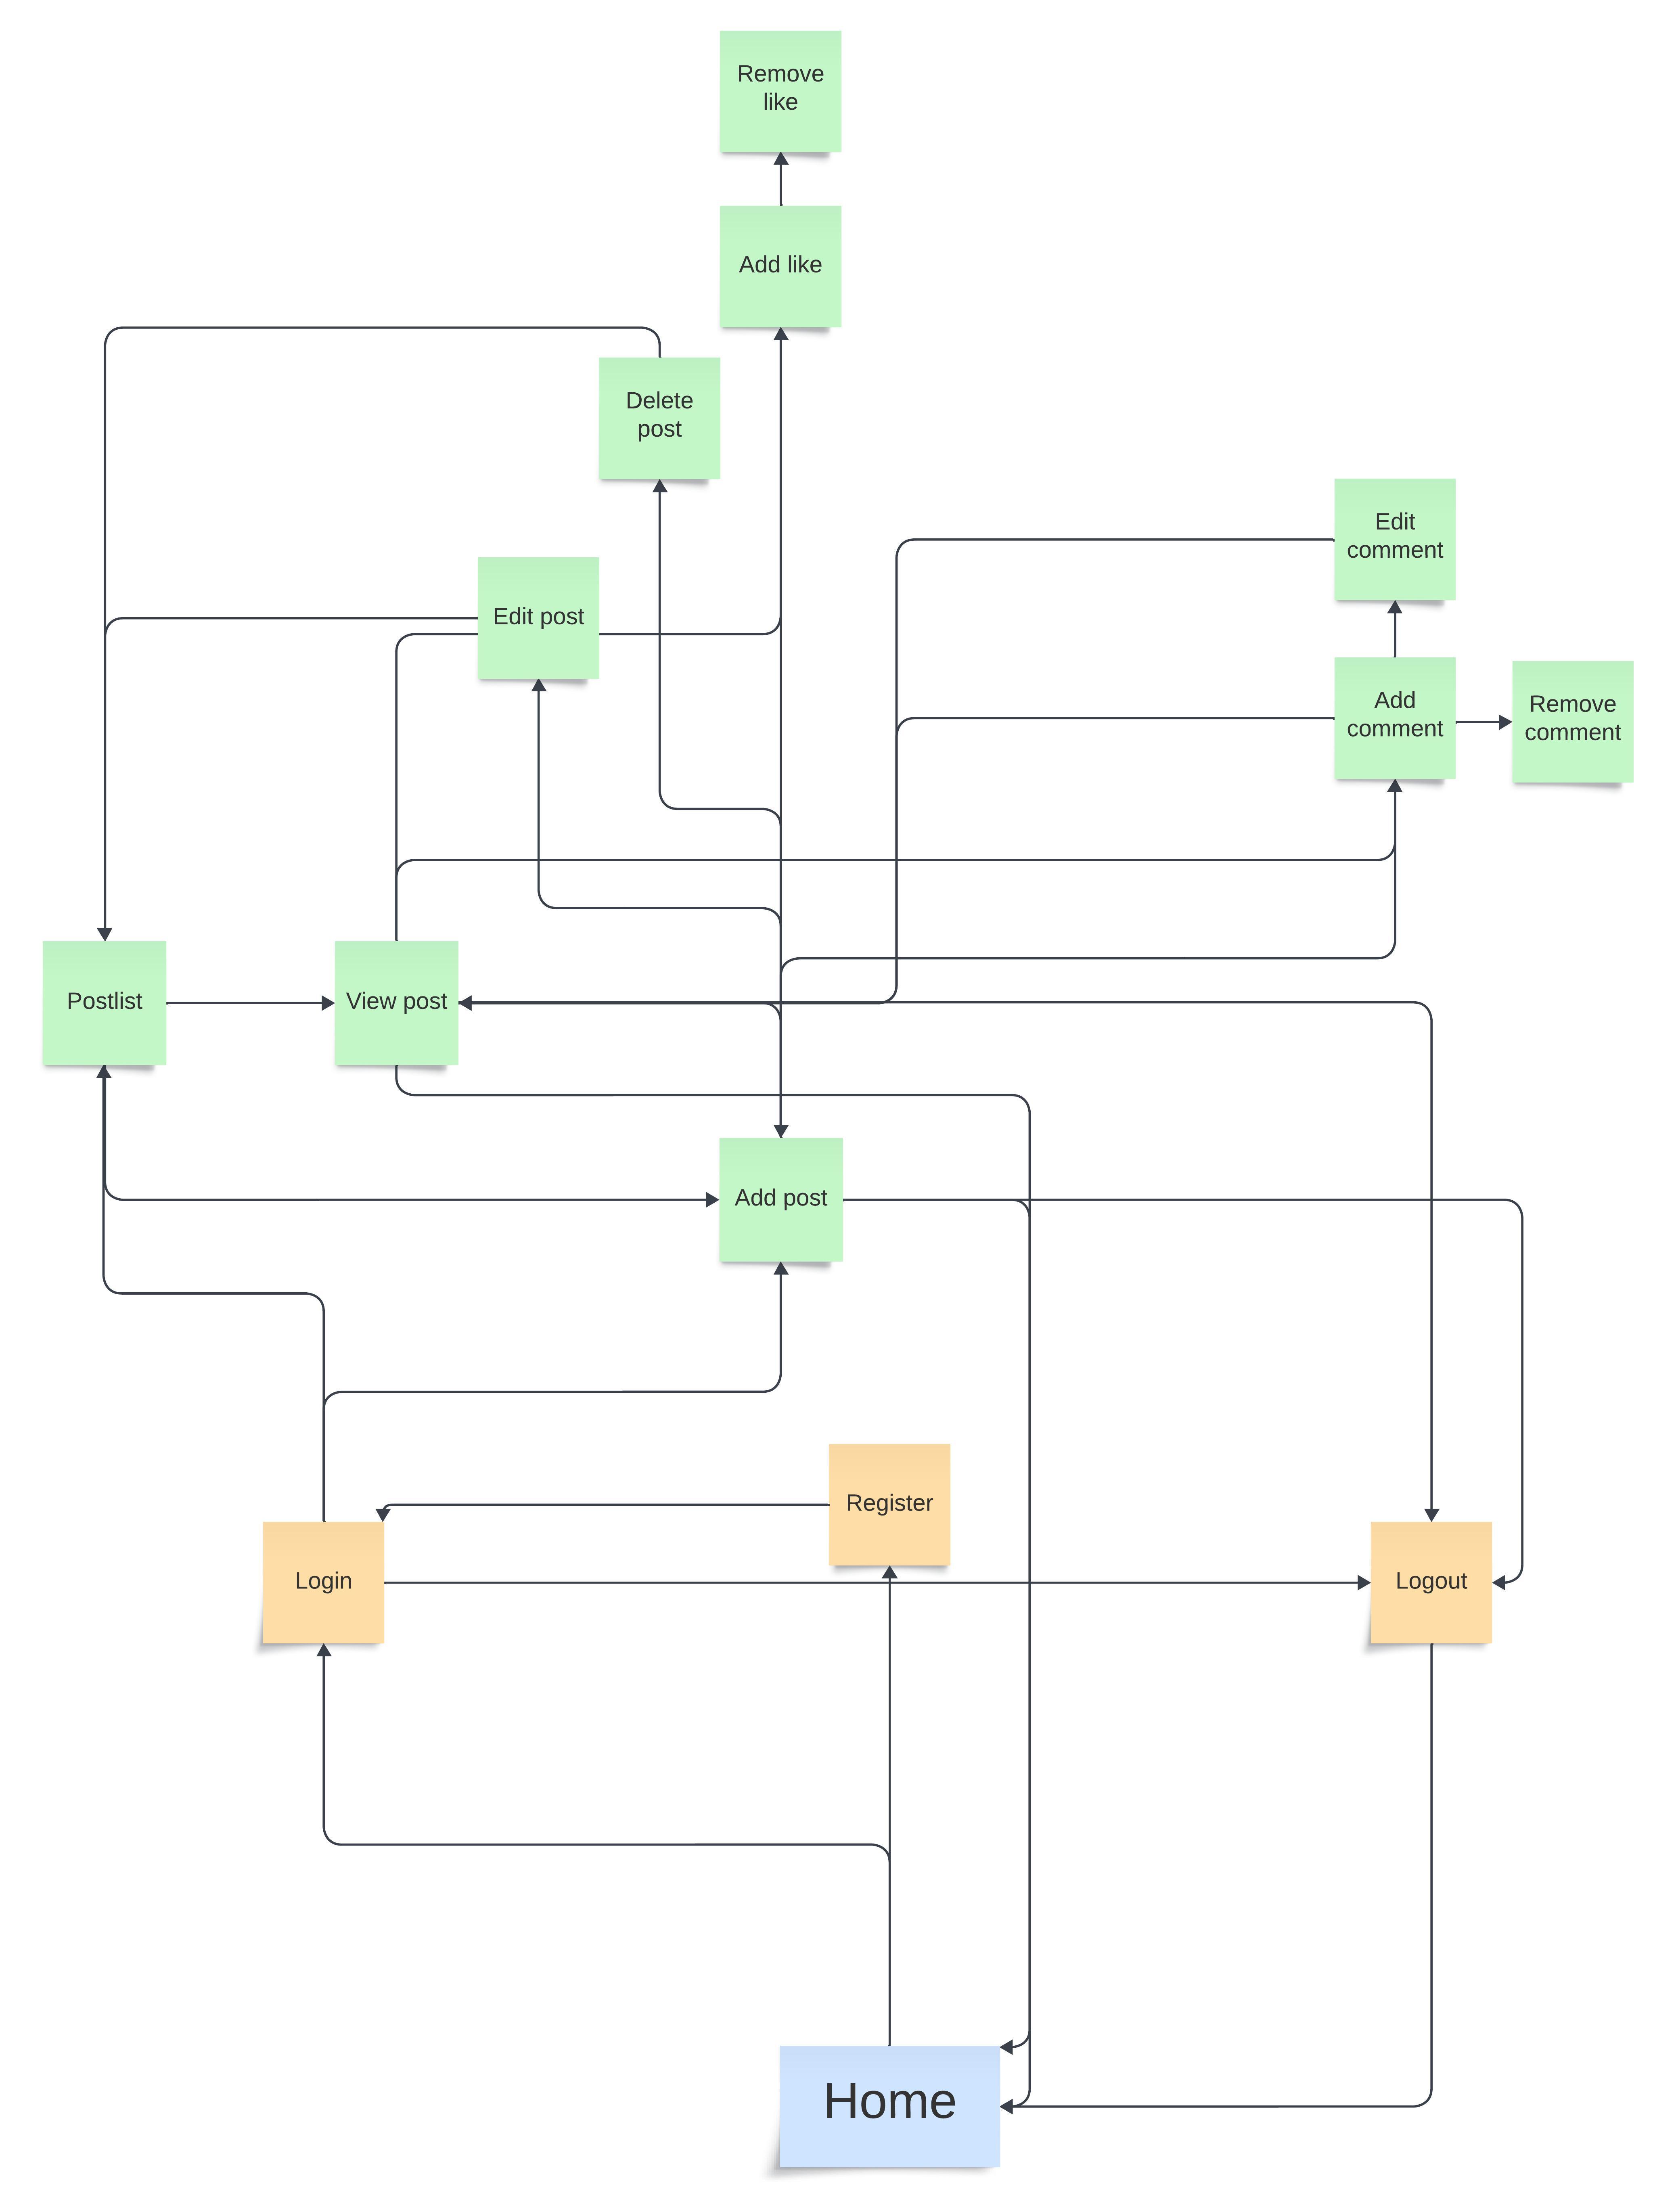 Remove
like
Add like
Delete
post
Edit
comment
Edit post
Add
comment
Remove
comment
Postlist
View post
Add post
Register
Login
Logout
Home